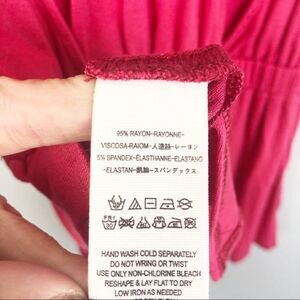 95% RAYON-RAYONNE-
VISCOSA-RAIOM-人造絲-レーヨン
5% SPANDEX-ÉLASTHANNE-ELASTANO
-ELASTAN-氨綸-スパンデックス
HAND WASH COLD SEPARATELY
DO NOT WRING OR TWIST
USE ONLY NON-CHLORINE BLEACH
RESHAPE & LAY FLAT TO DRY
LOW IRON AS NEEDED